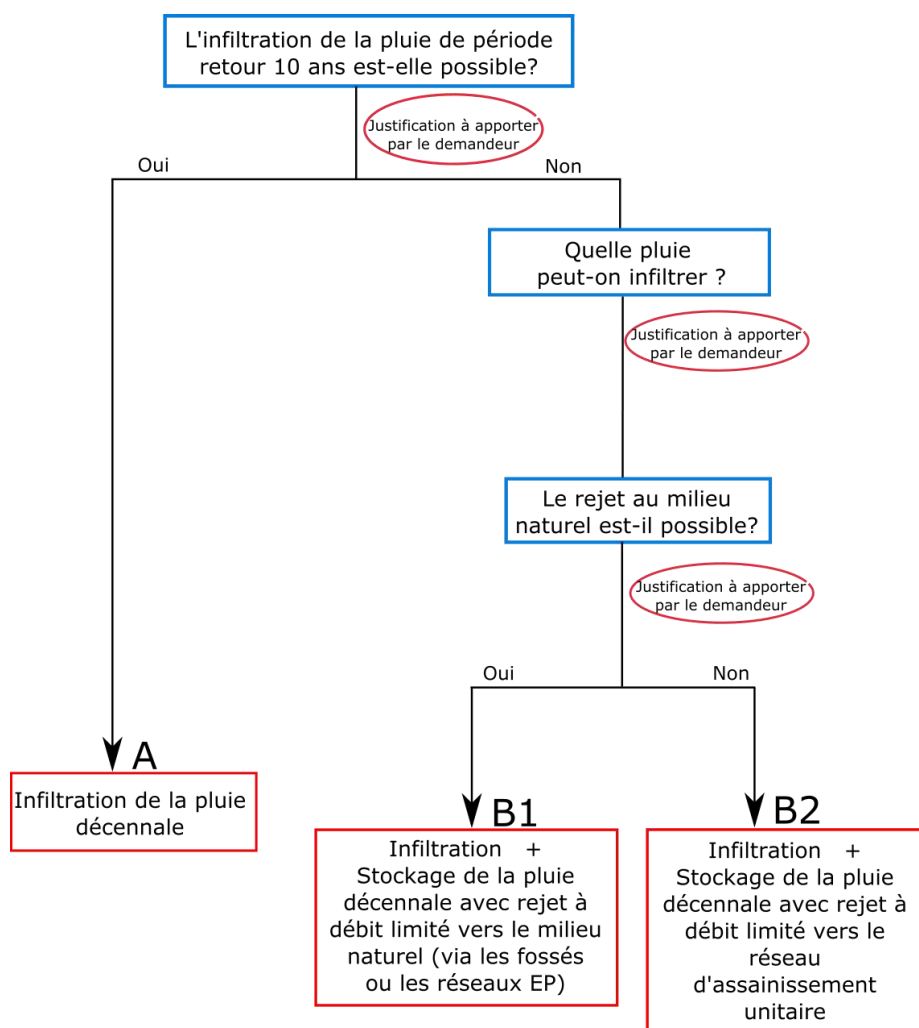 L'infiltration de la pluie de période
retour 10 ans est-elle possible?
Justification à apporter
par le demandeur
Oui
Non
Quelle pluie
peut-on infiltrer ?
Justification à apporter
par le demandeur
Le rejet au milieu
naturel est-il possible?
Justification à apporter
par le demandeur
Oui
Non
A
Infiltration de la pluie
décennale
B1
Infiltration +
Stockage de la pluie
décennale avec rejet à
débit limité vers le milieu
naturel (via les fossés
ou les réseaux EP)
B2
Infiltration +
Stockage de la pluie
décennale avec rejet à
débit limité vers le
réseau
d'assainissement
unitaire